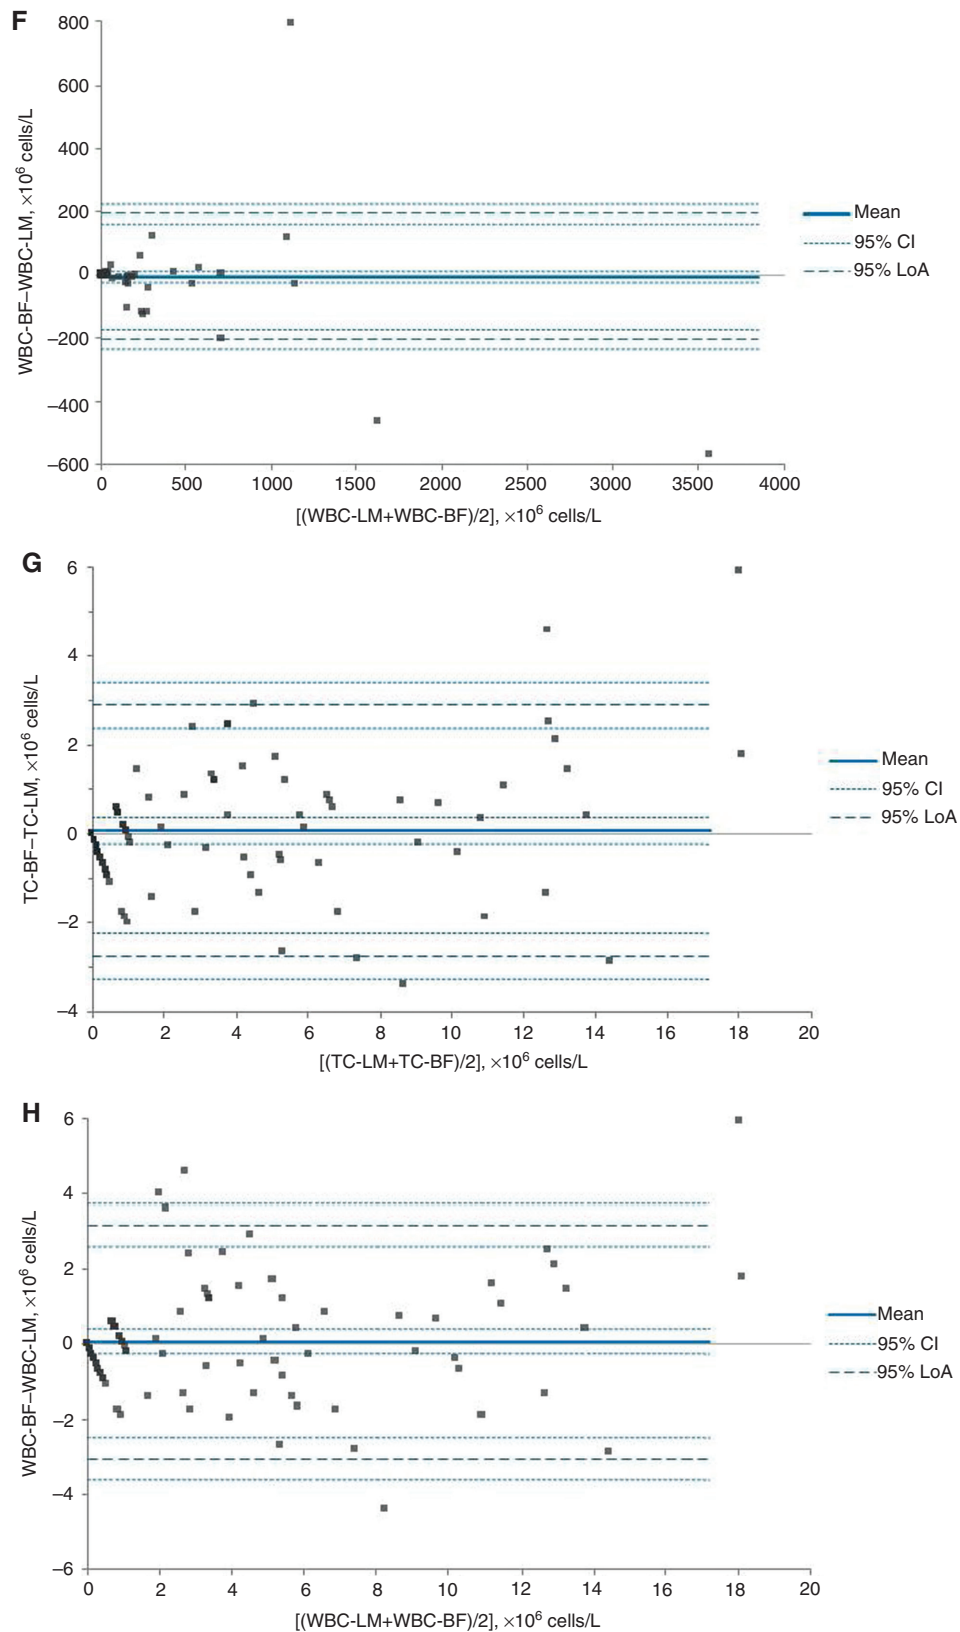 F
800
600
400
200
0
−200
−400
−600
WBC-BF–WBC-LM, ×10⁶ cells/L
0 500 1000 1500 2000 2500 3000 3500 4000
[(WBC-LM+WBC-BF)/2], ×10⁶ cells/L
Mean
95% CI
95% LoA
G
6
4
2
0
−2
−4
TC-BF–TC-LM, ×10⁶ cells/L
0 2 4 6 8 10 12 14 16 18 20
[(TC-LM+TC-BF)/2], ×10⁶ cells/L
Mean
95% CI
95% LoA
H
6
4
2
0
−2
−4
−6
WBC-BF–WBC-LM, ×10⁶ cells/L
0 2 4 6 8 10 12 14 16 18 20
[(WBC-LM+WBC-BF)/2], ×10⁶ cells/L
Mean
95% CI
95% LoA